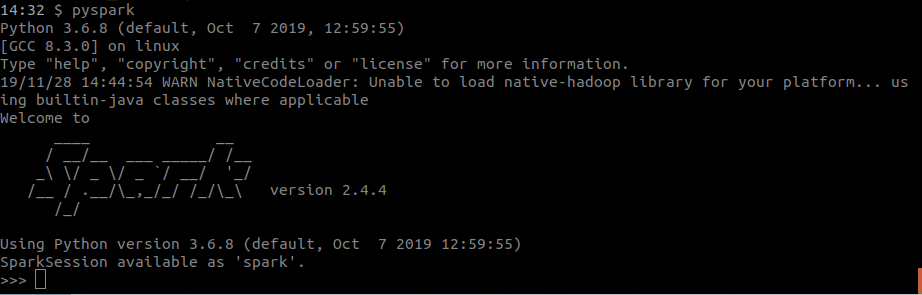 14:32 $ pyspark
Python 3.6.8 (default, Oct  7 2019, 12:59:55)
[GCC 8.3.0] on linux
Type "help", "copyright", "credits" or "license" for more information.
19/11/28 14:44:54 WARN NativeCodeLoader: Unable to load native-hadoop library for your platform... us
ing builtin-java classes where applicable
Welcome to
      ____              __
     / __/__  ___ _____/ /__
    _\ \/ _ \/ _ `/ __/  '_/
   /__ / .__/\_,_/_/ /_/\_\   version 2.4.4
      /_/

Using Python version 3.6.8 (default, Oct  7 2019 12:59:55)
SparkSession available as 'spark'.
>>>